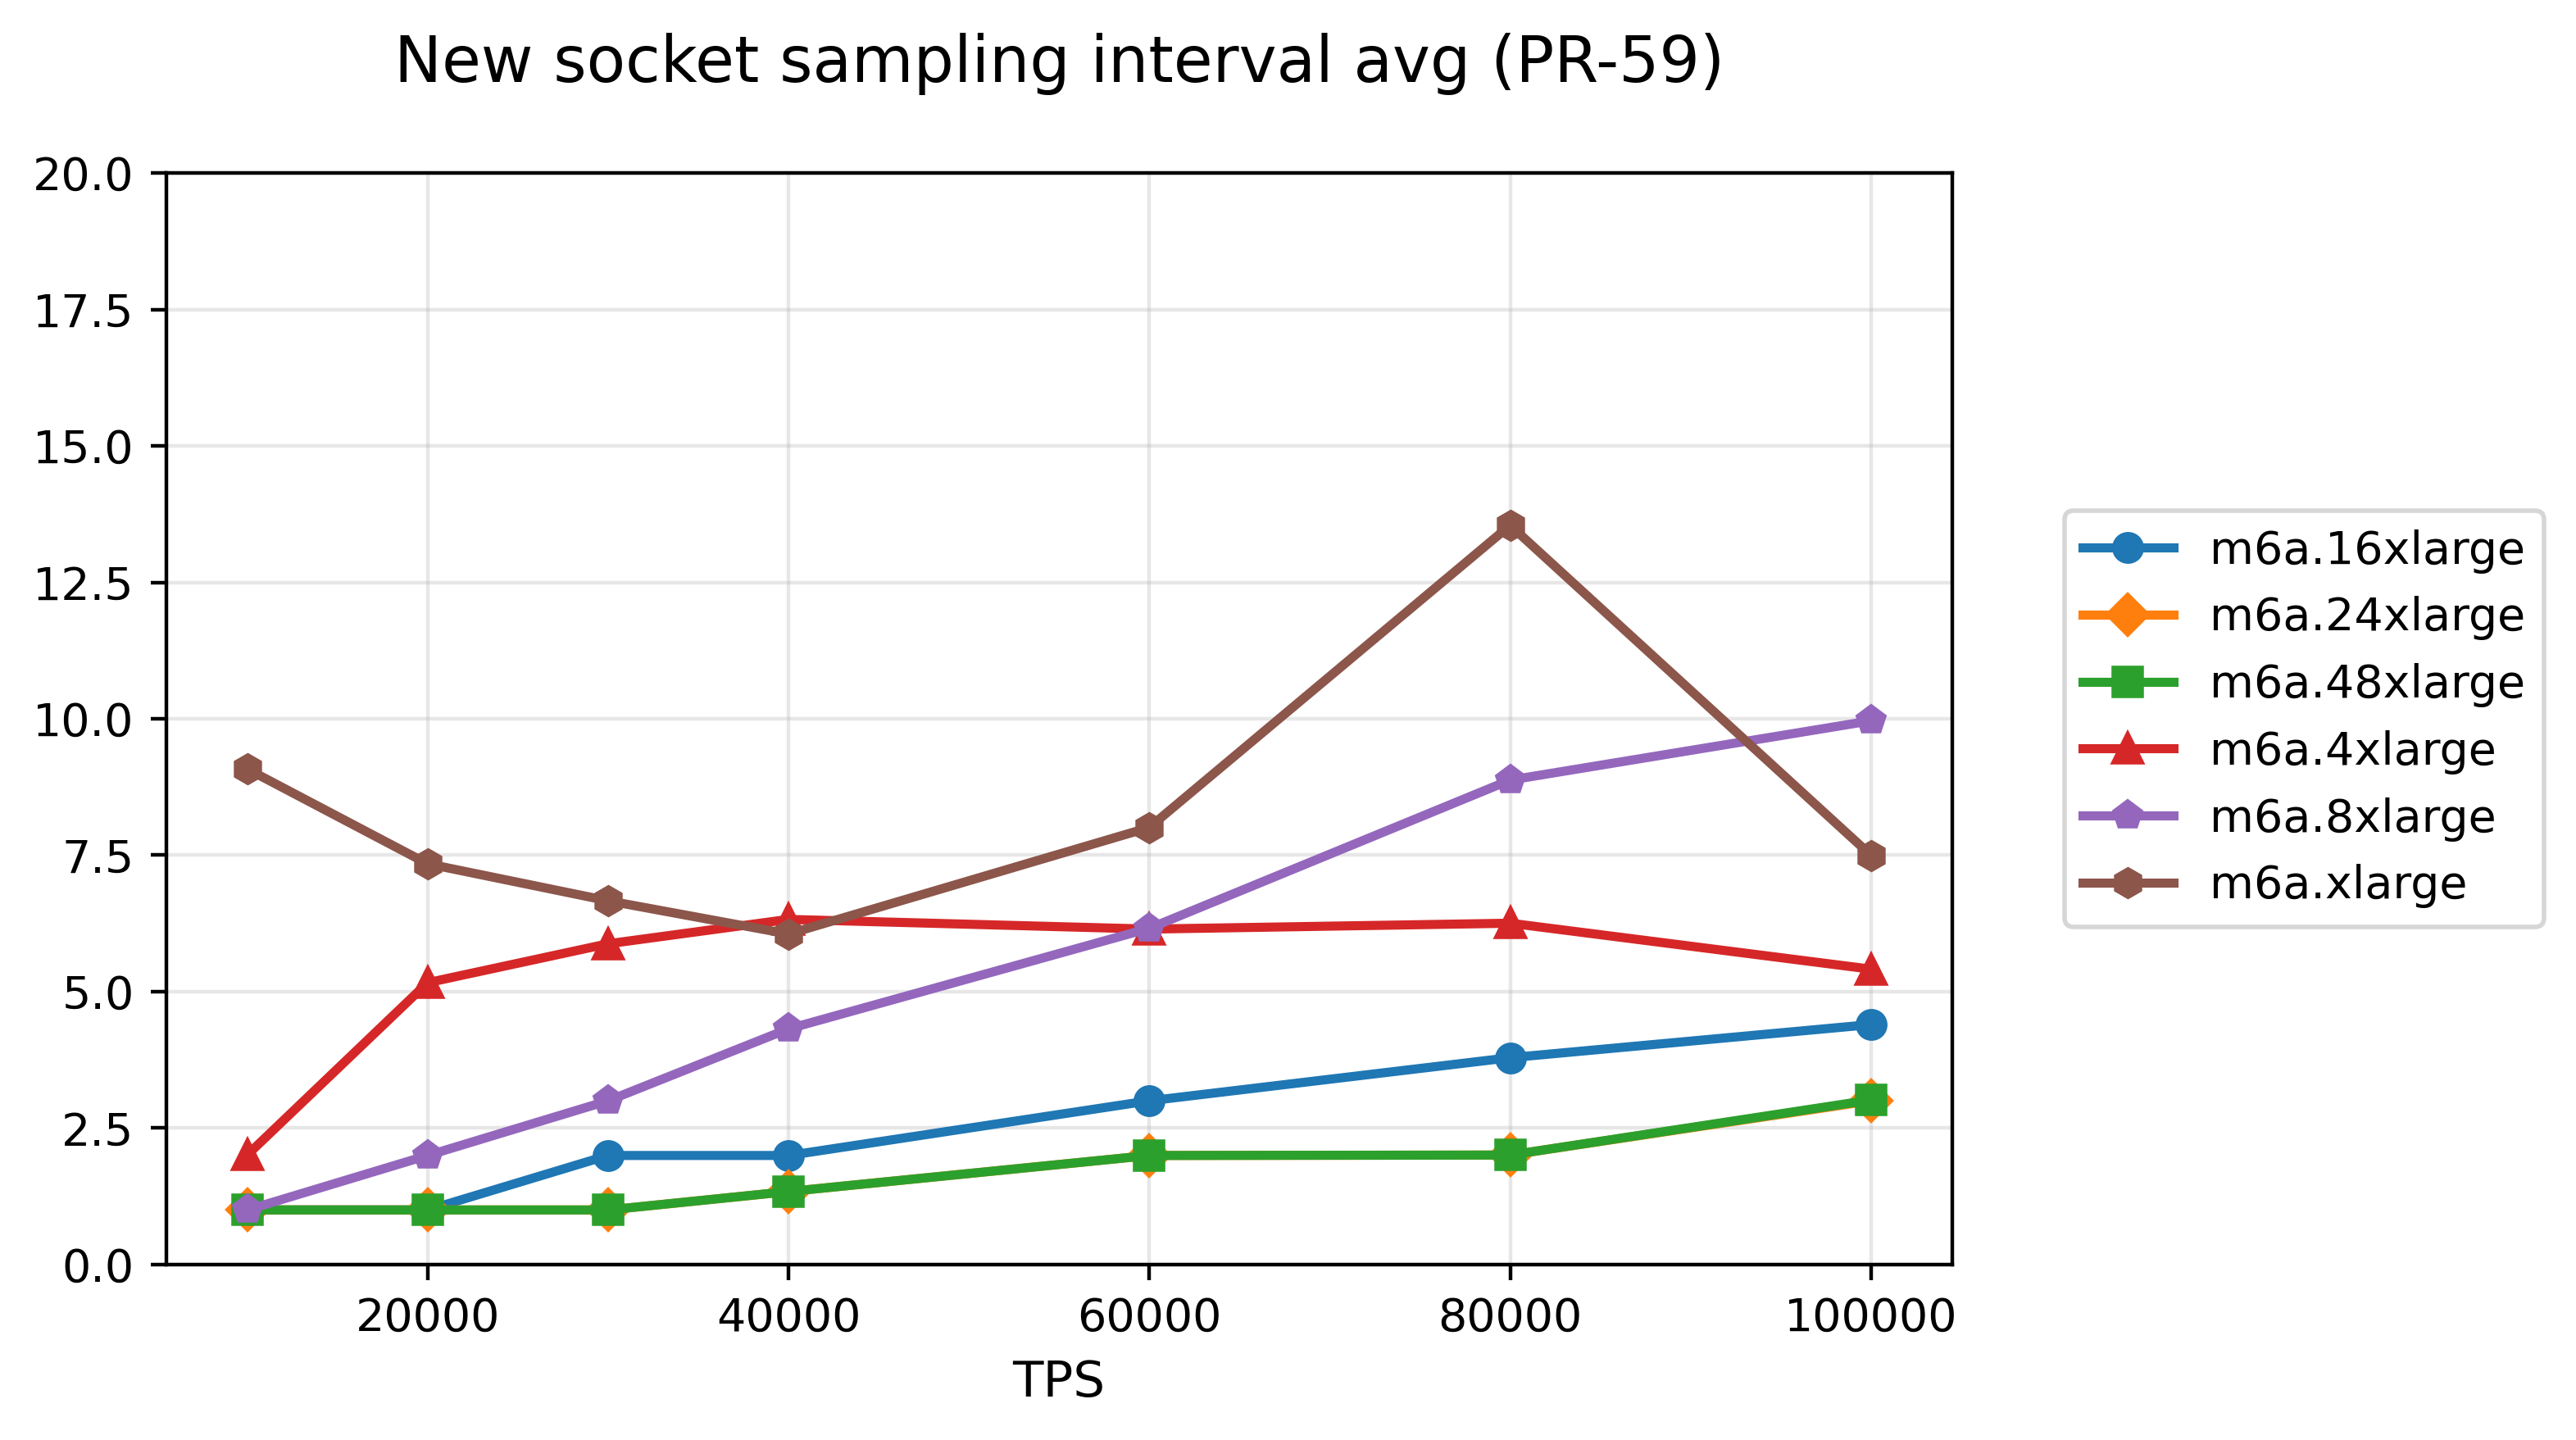 New socket sampling interval avg (PR-59)
20.0
17.5
15.0
12.5
10.0
7.5
5.0
2.5
0.0
20000 40000 60000 80000 100000
TPS
m6a.16xlarge
m6a.24xlarge
m6a.48xlarge
m6a.4xlarge
m6a.8xlarge
m6a.xlarge